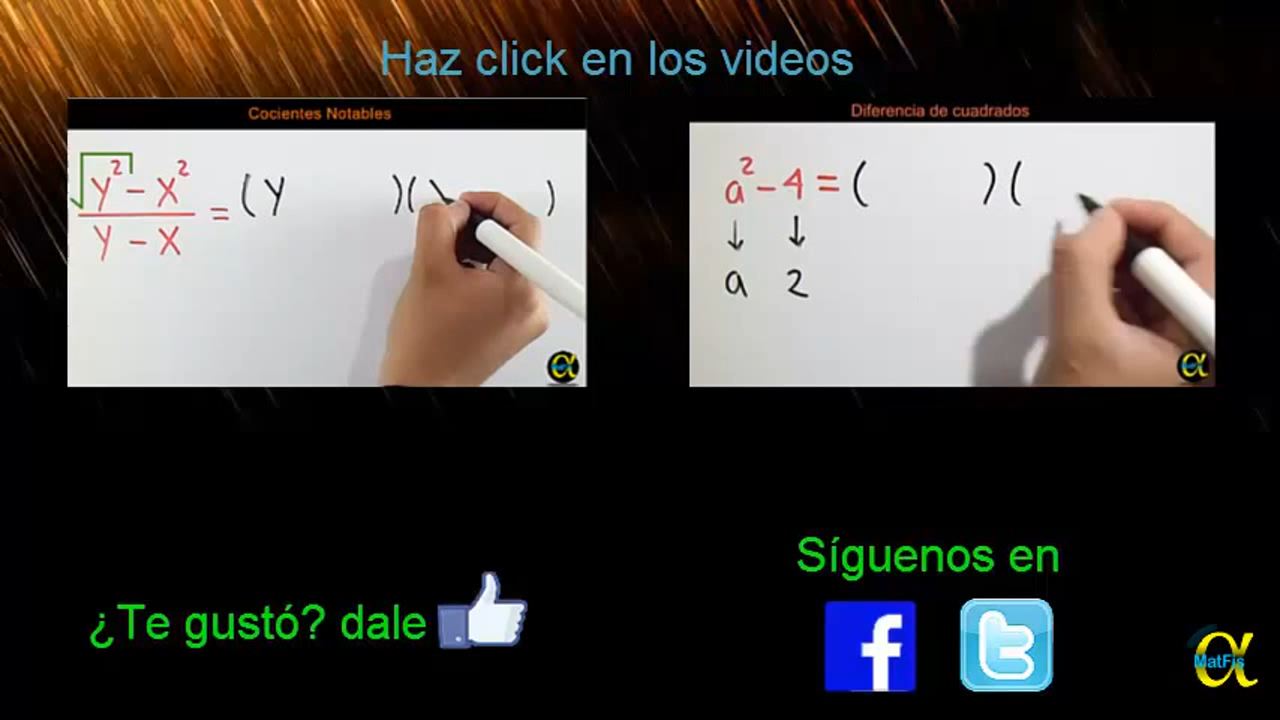 Haz click en los videos
Cocientes Notables
√y² - x²
y - x
= (y )( )
Diferencia de cuadrados
a² - 4 = ( ) (
↓ ↓
a 2
Síguenos en
¿Te gustó? dale
f t
MatFis
α